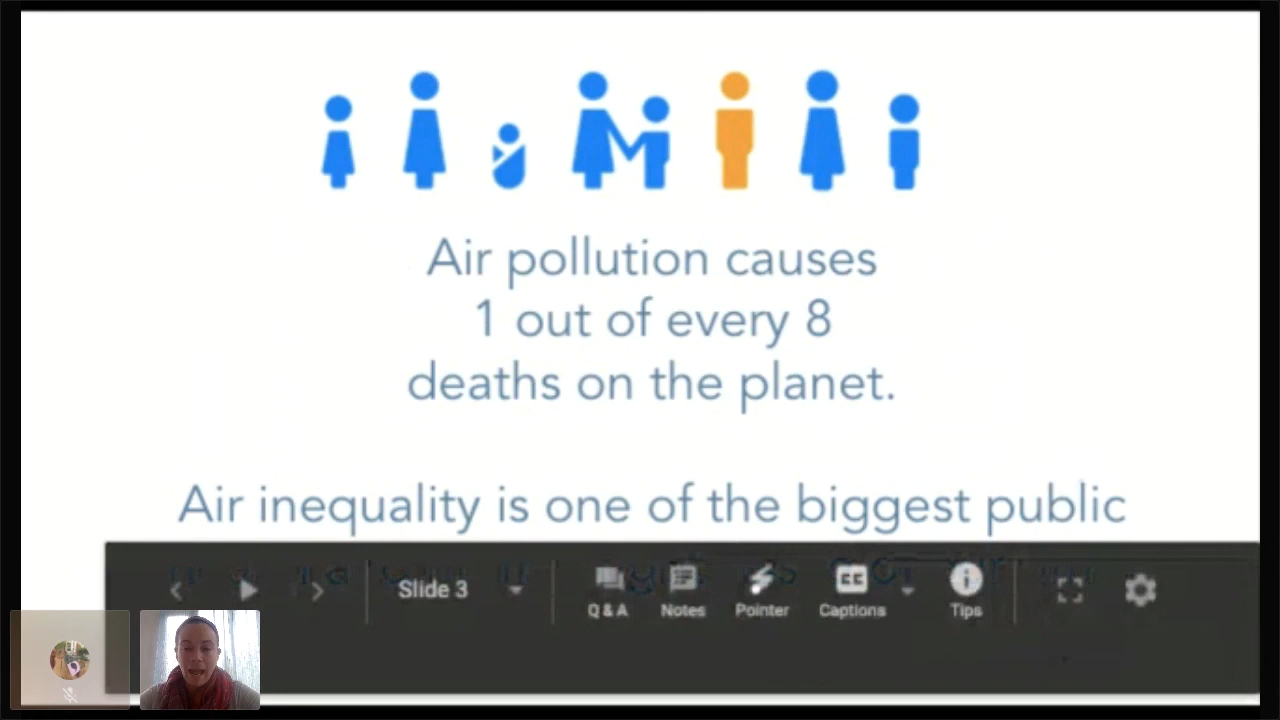 Air pollution causes
1 out of every 8
deaths on the planet.
Air inequality is one of the biggest public
Slide 3
Q & A
Notes
Pointer
CC
Captions
Tips